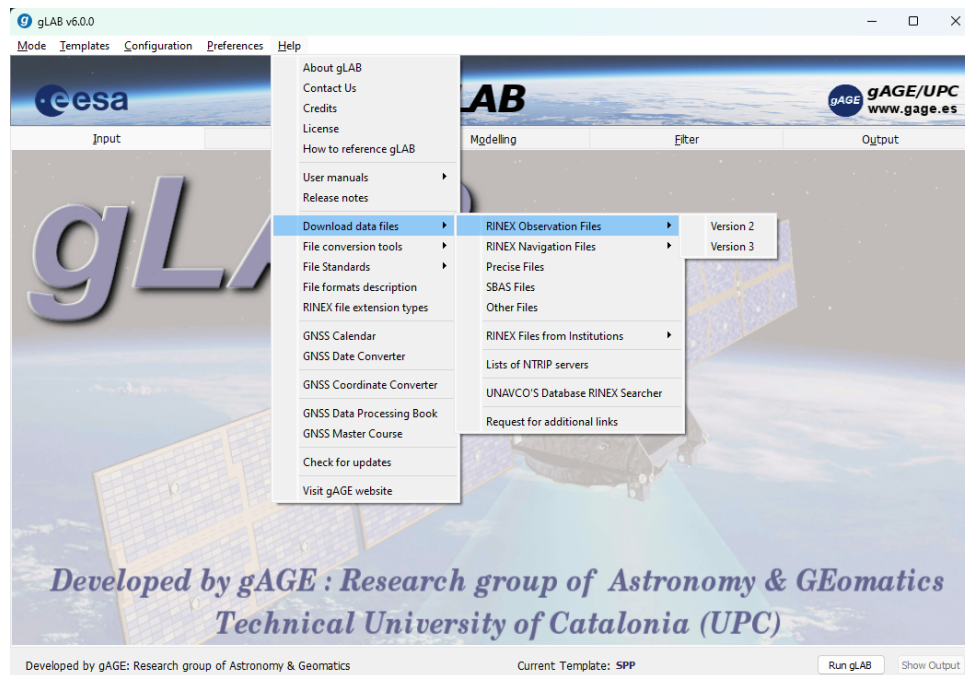 gLAB v6.0.0
Mode Templates Configuration Preferences Help
esa
LAB
gAGE gAGE/UPC
www.gage.es
Input
Modelling
Filter
Output
About gLAB
Contact Us
Credits
License
How to reference gLAB
User manuals
Release notes
Download data files
File conversion tools
File Standards
File formats description
RINEX file extension types
GNSS Calendar
GNSS Date Converter
GNSS Coordinate Converter
GNSS Data Processing Book
GNSS Master Course
Check for updates
Visit gAGE website
RINEX Observation Files
RINEX Navigation Files
Precise Files
SBAS Files
Other Files
RINEX Files from Institutions
Lists of NTRIP servers
UNAVCO'S Database RINEX Searcher
Request for additional links
Version 2
Version 3
gL
Developed by gAGE : Research group of Astronomy & GEomatics
Technical University of Catalonia (UPC)
Developed by gAGE: Research group of Astronomy & Geomatics
Current Template: SPP
Run gLAB
Show Output